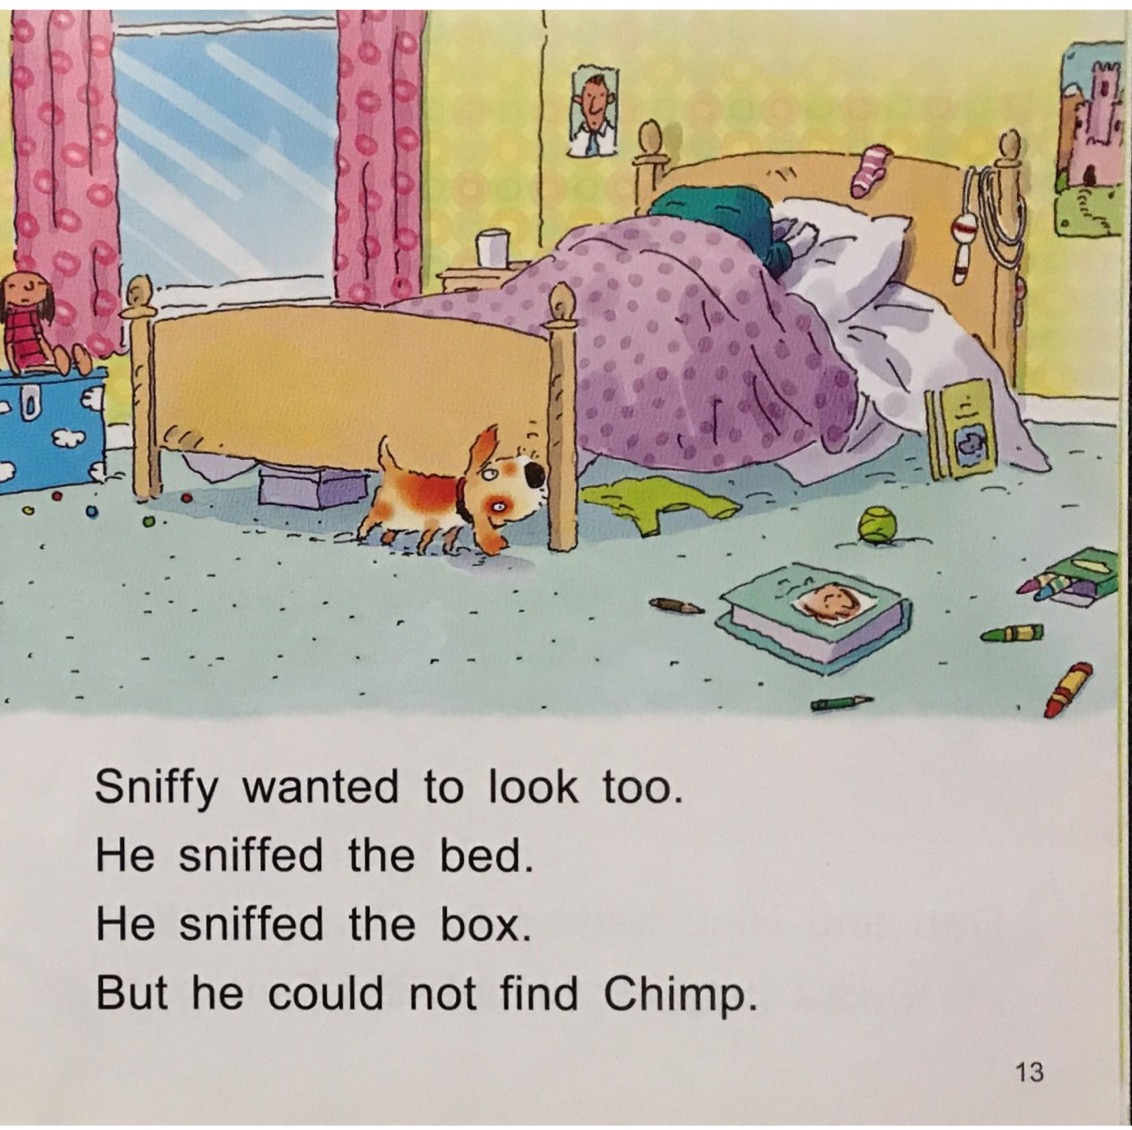 Sniffy wanted to look too.
He sniffed the bed.
He sniffed the box.
But he could not find Chimp.
13